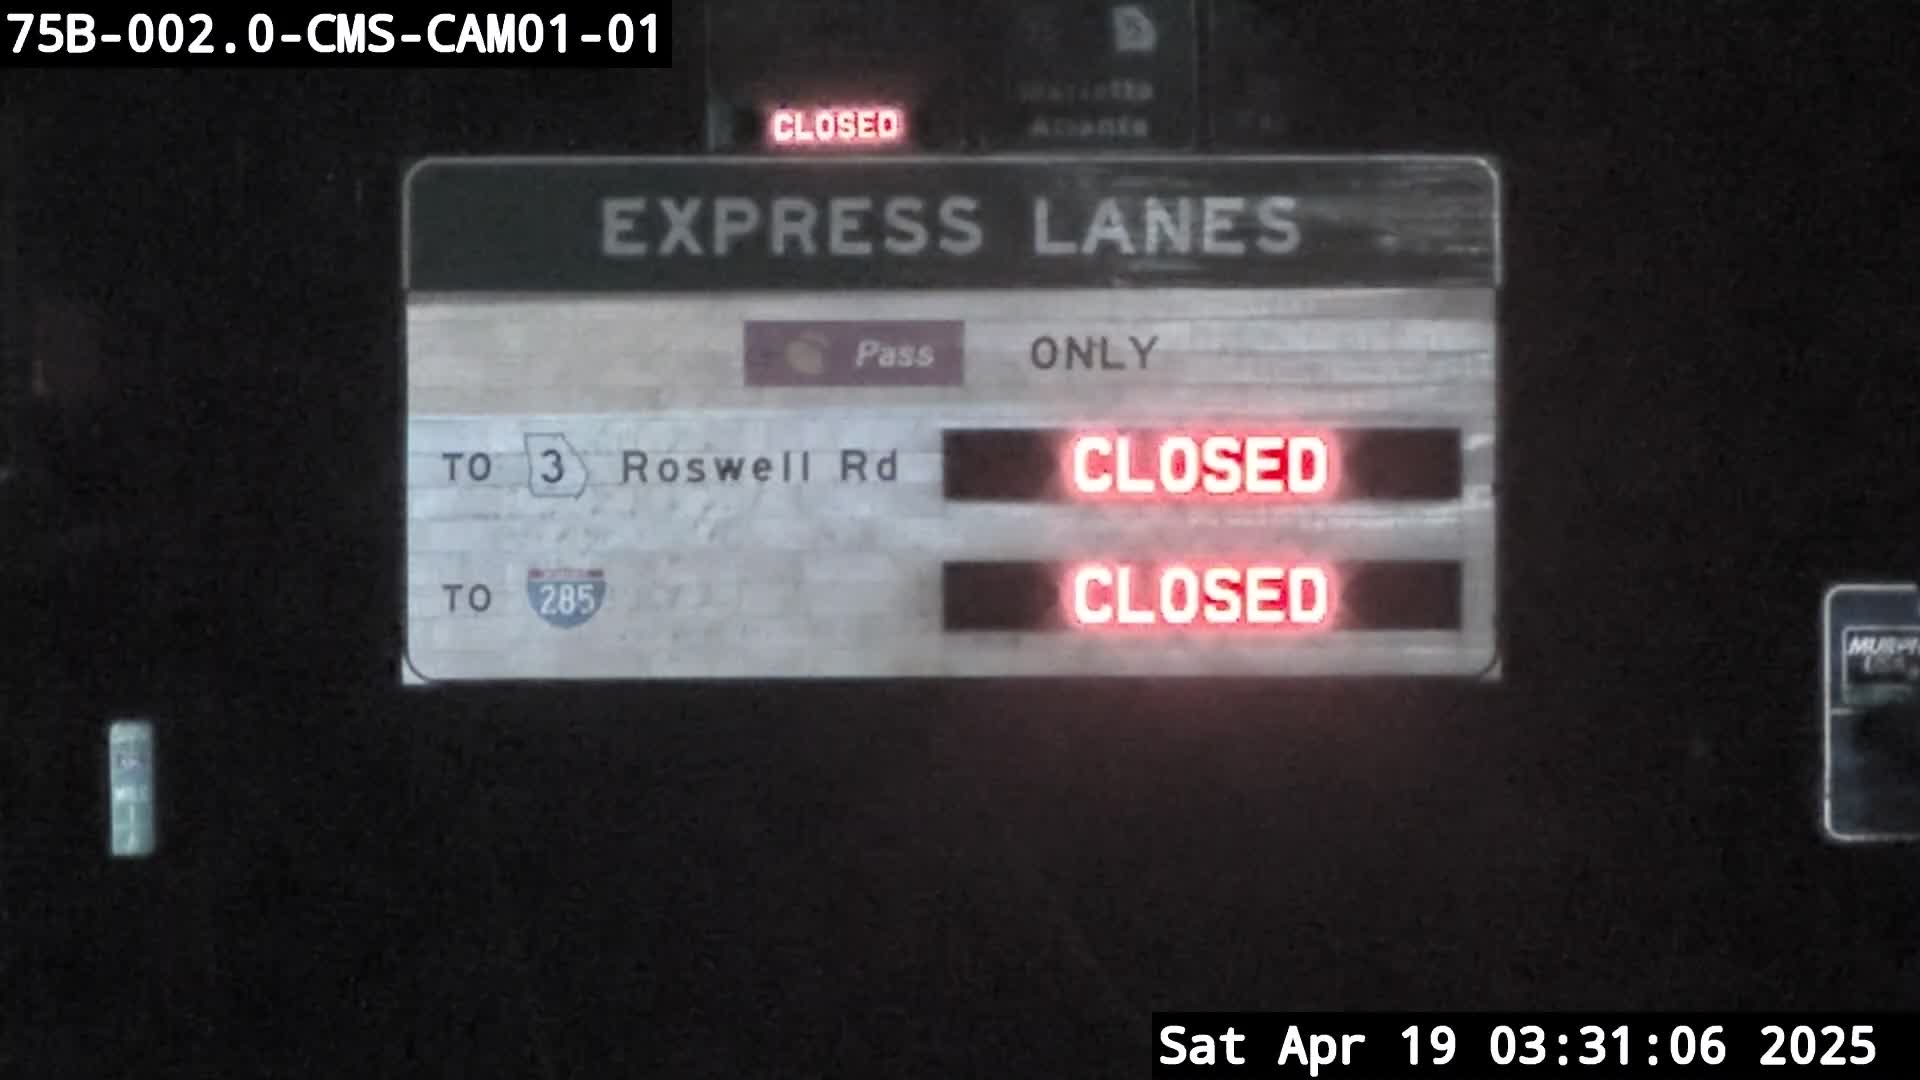 75B-002.0-CMS-CAM01-01
CLOSED
Atlanta
EXPRESS LANES
Pass ONLY
TO 3 Roswell Rd CLOSED
TO 285 CLOSED
Sat Apr 19 03:31:06 2025